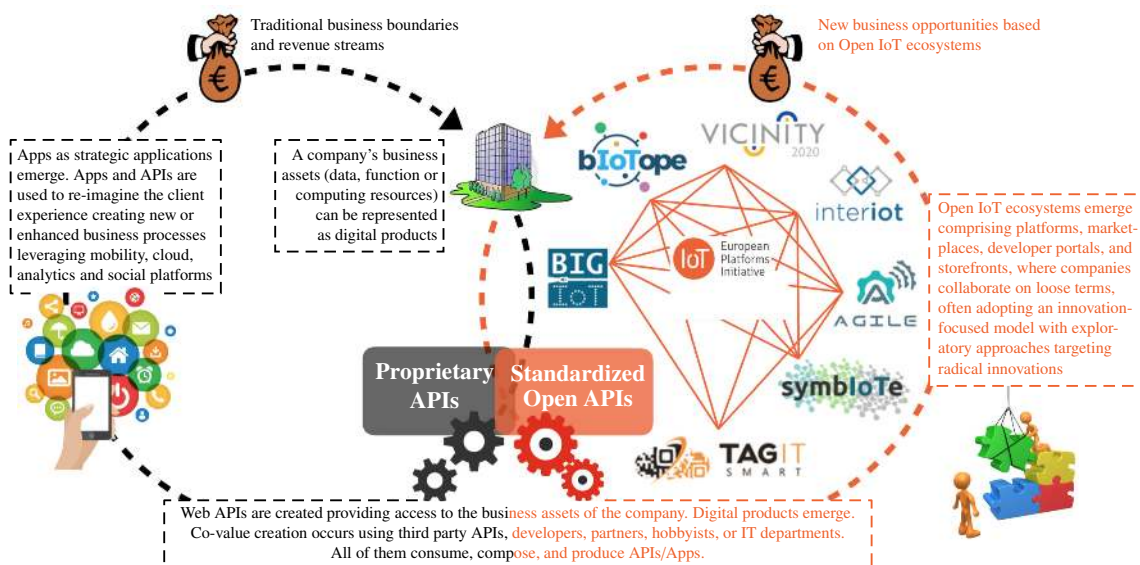 Traditional business boundaries
and revenue streams
New business opportunities based
on Open IoT ecosystems
Apps as strategic applications
emerge. Apps and APIs are
used to re-imagine the client
experience creating new or
enhanced business processes
leveraging mobility, cloud,
analytics and social platforms
A company's business
assets (data, function or
computing resources)
can be represented
as digital products
bIoTope
VICINITY
2020
interiot
BIG
IoT
IoT
European
Platforms
Initiative
AGILE
symbIoTe
TAGIT
SMART
Open IoT ecosystems emerge
comprising platforms, market-
places, developer portals, and
storefronts, where companies
collaborate on loose terms,
often adopting an innovation-
focused model with explor-
atory approaches targeting
radical innovations
Proprietary
APIs
Standardized
Open APIs
Web APIs are created providing access to the business assets of the company. Digital products emerge.
Co-value creation occurs using third party APIs, developers, partners, hobbyists, or IT departments.
All of them consume, compose, and produce APIs/Apps.